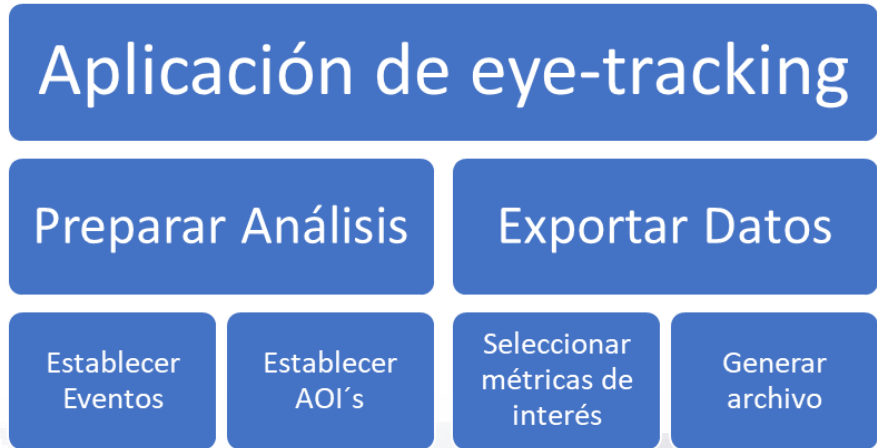 Aplicación de eye-tracking
Preparar Análisis
Exportar Datos
Establecer
Eventos
Establecer
AOI´s
Seleccionar
métricas de
interés
Generar
archivo